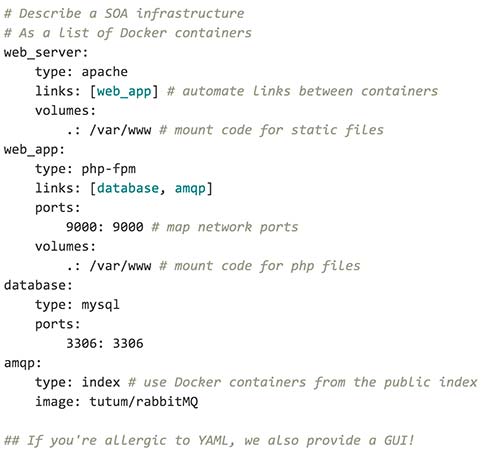 # Describe a SOA infrastructure
# As a list of Docker containers
web_server:
    type: apache
    links: [web_app] # automate links between containers
    volumes:
        .: /var/www # mount code for static files
web_app:
    type: php-fpm
    links: [database, amqp]
    ports:
        9000: 9000 # map network ports
    volumes:
        .: /var/www # mount code for php files
database:
    type: mysql
    ports:
        3306: 3306
amqp:
    type: index # use Docker containers from the public index
    image: tutum/rabbitMQ
## If you're allergic to YAML, we also provide a GUI!